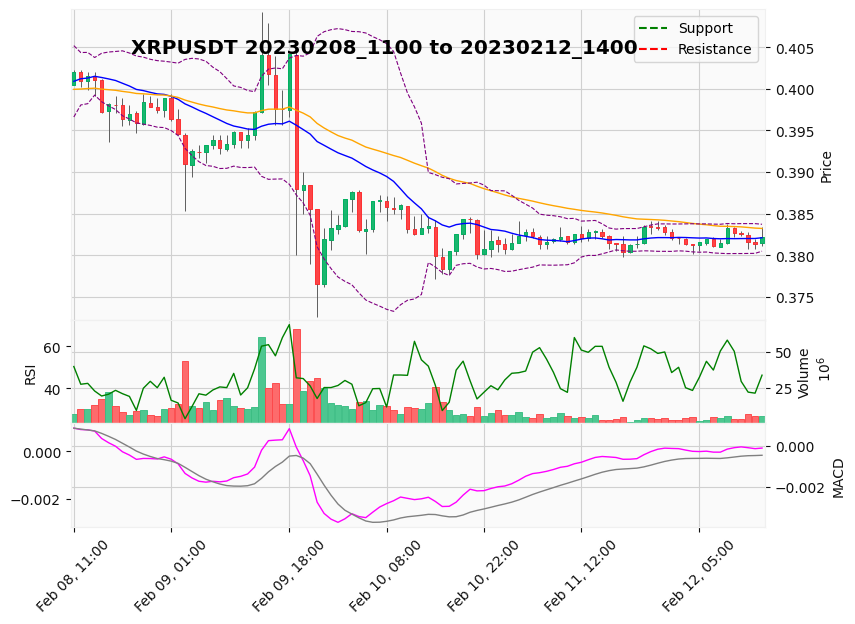 XRPUSDT 20230208_1100 to 20230212_1400
Support
Resistance
0.405
0.400
0.395
0.390
0.385
0.380
0.375
Price
60
40
RSI
50
25
Volume
10^6
0.000
−0.002
0.000
−0.002
MACD
Feb 08, 11:00
Feb 09, 01:00
Feb 09, 18:00
Feb 10, 08:00
Feb 10, 22:00
Feb 11, 12:00
Feb 12, 05:00